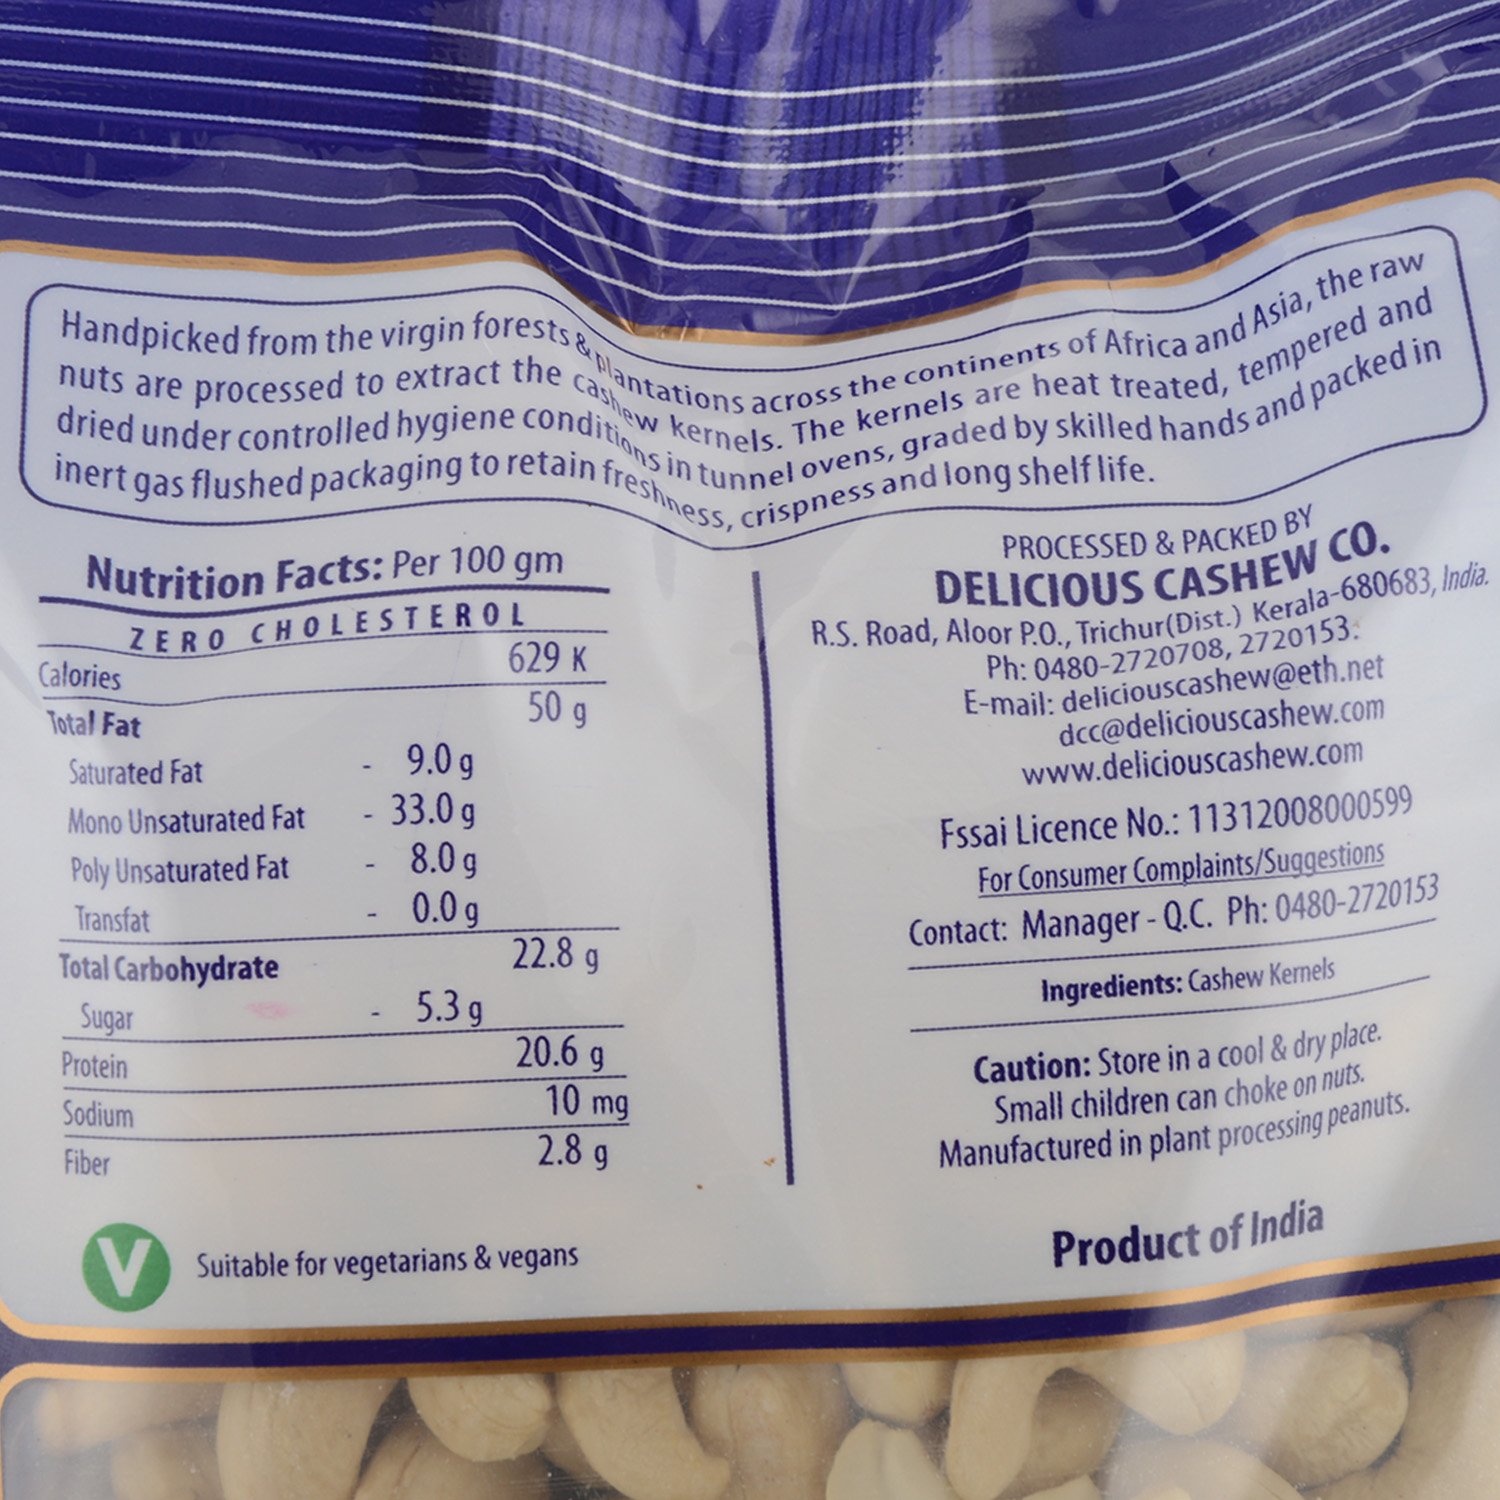 Handpicked from the virgin forests & plantations across the continents of Africa and Asia, the raw
nuts are processed to extract the cashew kernels. The kernels are heat treated, tempered and
dried under controlled hygiene conditions in tunnel ovens, graded by skilled hands and packed in
inert gas flushed packaging to retain freshness, crispness and long shelf life.
Nutrition Facts: Per 100 gm
ZERO CHOLESTEROL
Calories 629 K
Total Fat 50 g
Saturated Fat - 9.0 g
Mono Unsaturated Fat - 33.0 g
Poly Unsaturated Fat - 8.0 g
Transfat - 0.0 g
Total Carbohydrate 22.8 g
Sugar - 5.3 g
Protein 20.6 g
Sodium 10 mg
Fiber 2.8 g
V Suitable for vegetarians & vegans
PROCESSED & PACKED BY
DELICIOUS CASHEW CO.
R.S. Road, Aloor P.O., Trichur(Dist.) Kerala-680683, India.
Ph: 0480-2720708, 2720153.
E-mail: deliciouscashew@eth.net
dcc@deliciouscashew.com
www.deliciouscashew.com
Fssai Licence No.: 11312008000599
For Consumer Complaints/Suggestions
Contact: Manager - Q.C. Ph: 0480-2720153
Ingredients: Cashew Kernels
Caution: Store in a cool & dry place.
Small children can choke on nuts.
Manufactured in plant processing peanuts.
Product of India